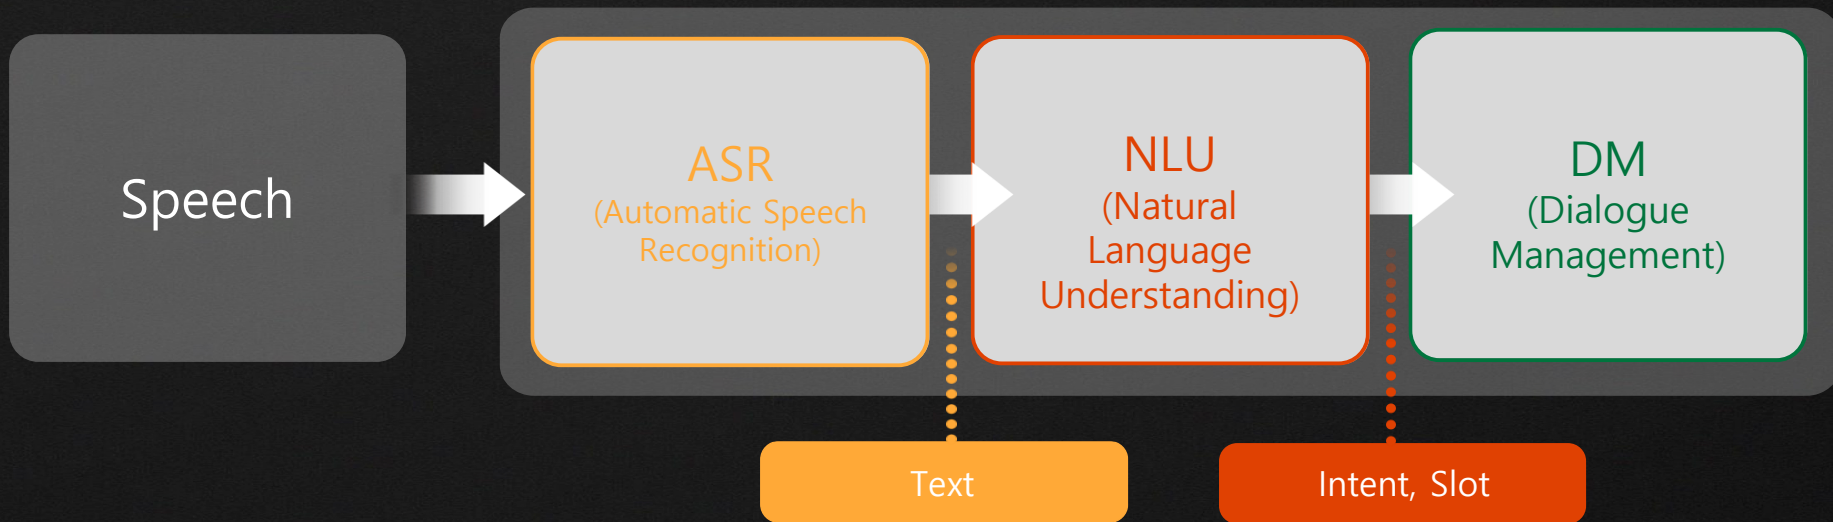 Speech
ASR
(Automatic Speech
Recognition)
NLU
(Natural
Language
Understanding)
DM
(Dialogue
Management)
Text
Intent, Slot